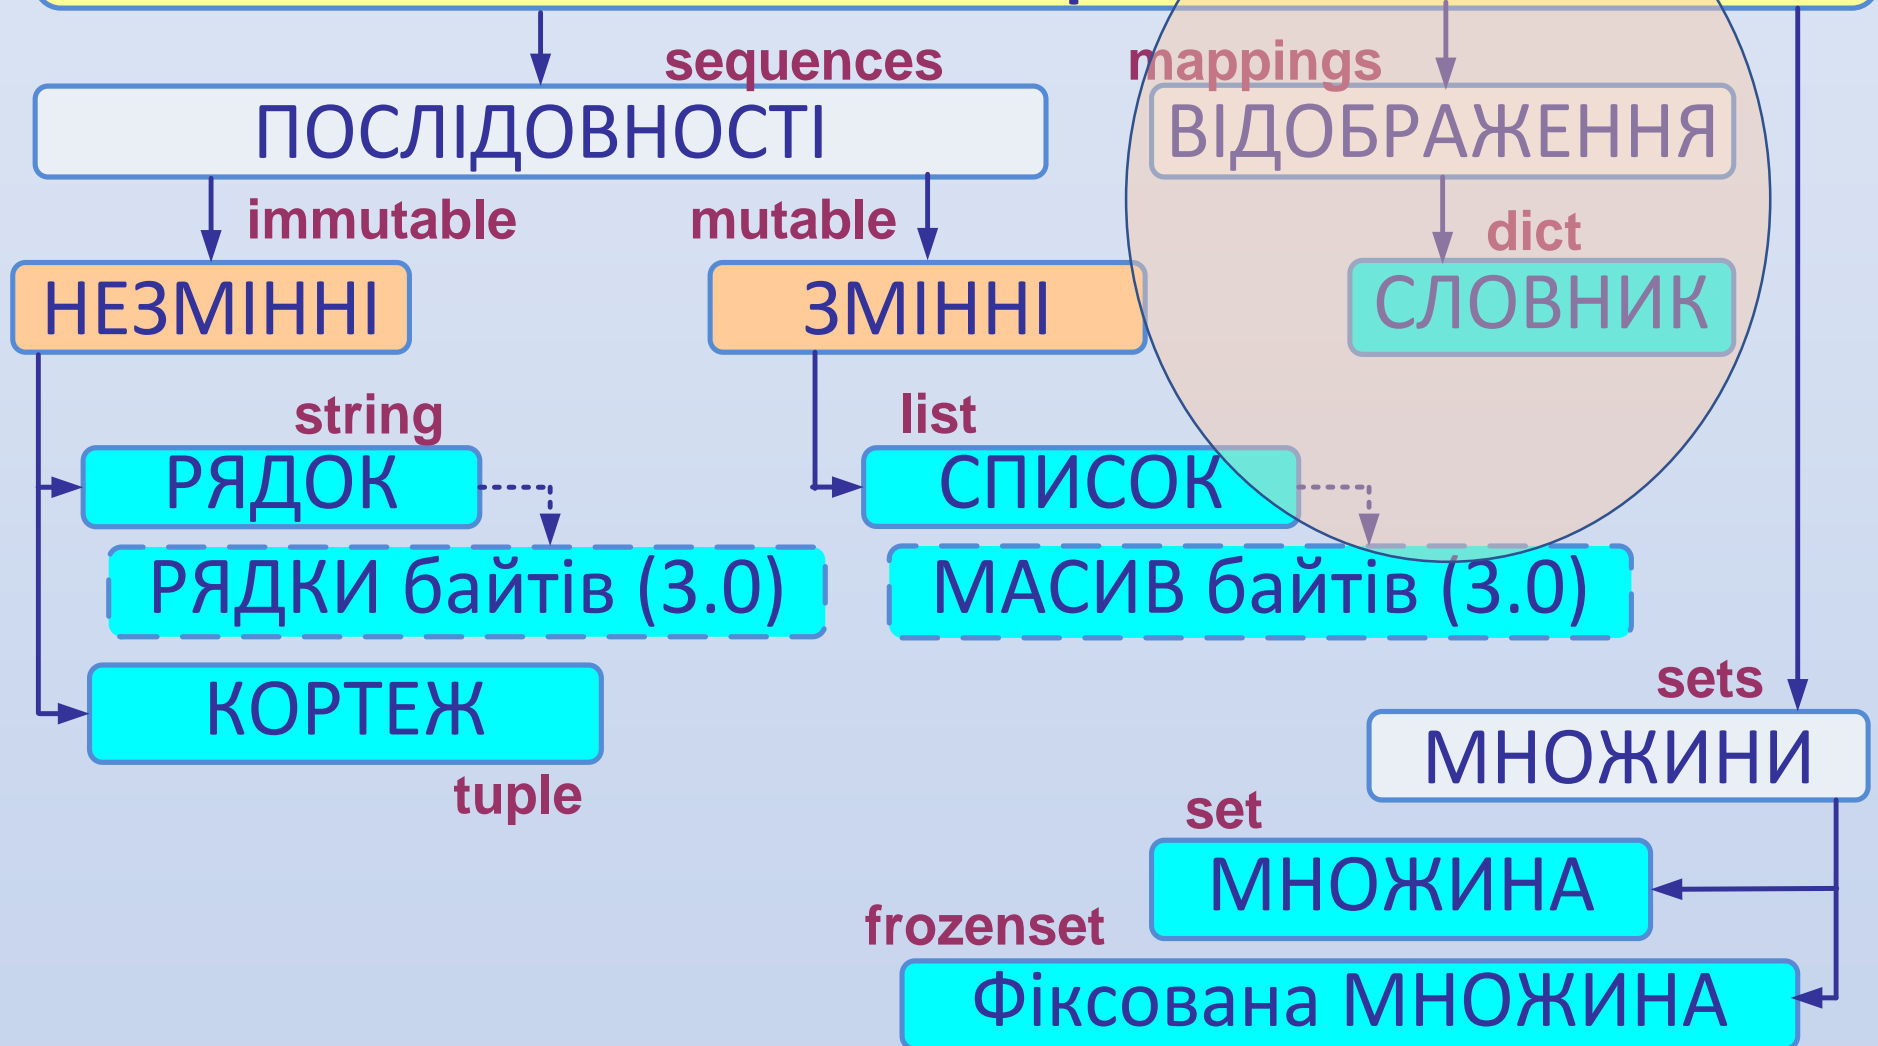 sequences
mappings
ПОСЛІДОВНОСТІ
ВІДОБРАЖЕННЯ
immutable
mutable
dict
НЕЗМІННІ
ЗМІННІ
СЛОВНИК
string
list
РЯДОК
СПИСОК
РЯДКИ байтів (3.0)
МАСИВ байтів (3.0)
КОРТЕЖ
sets
tuple
МНОЖИНИ
set
МНОЖИНА
frozenset
Фіксована МНОЖИНА